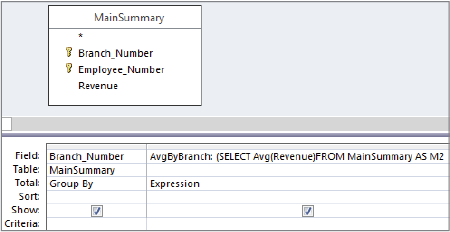 MainSummary
*
Branch_Number
Employee_Number
Revenue
Field: Branch_Number AvgByBranch: (SELECT Avg(Revenue)FROM MainSummary AS M2
Table: MainSummary
Total: Group By Expression
Sort:
Show:
Criteria: